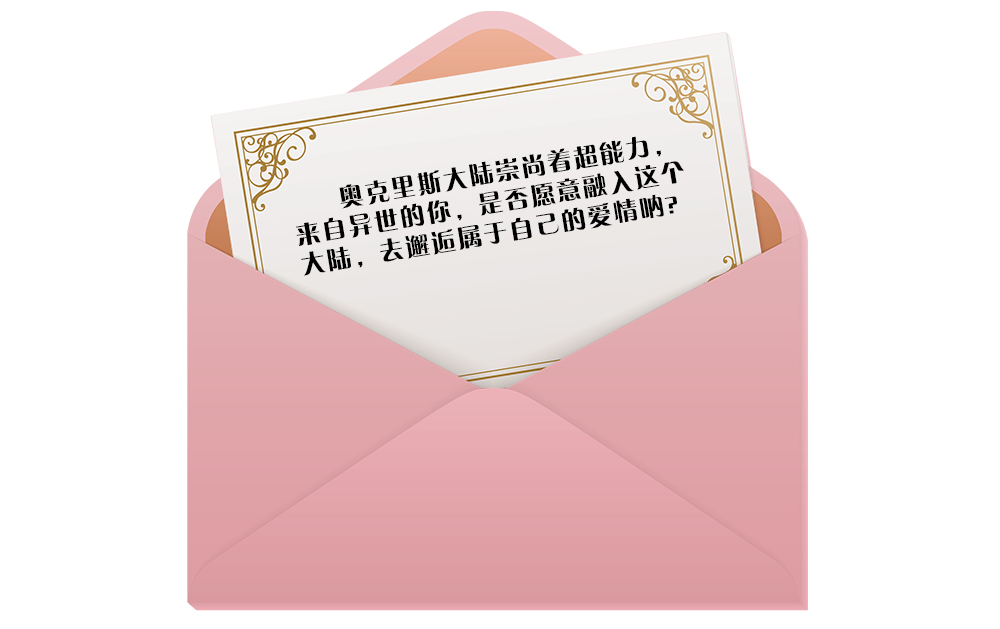 奥克里斯大陆崇尚着超能力，
来自异世的你，是否愿意融入这个
大陆，去邂逅属于自己的爱情呐？